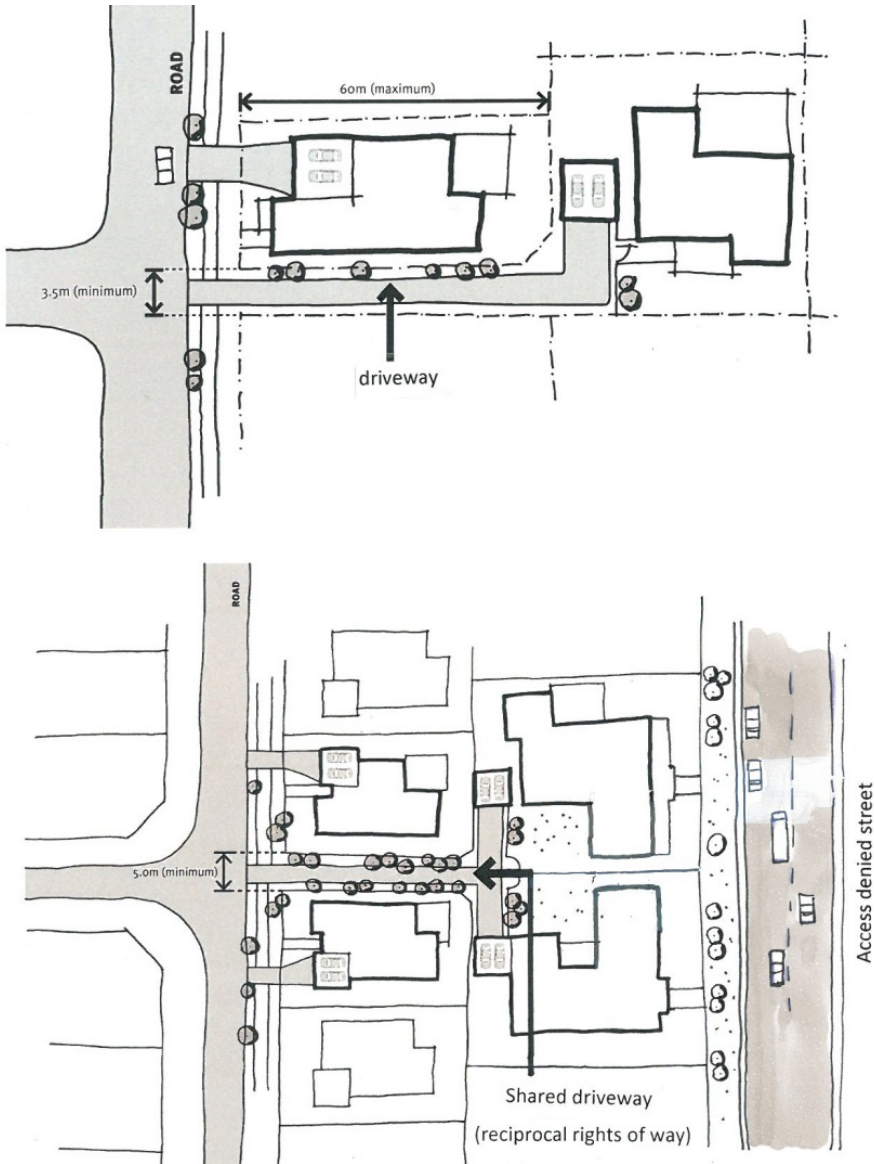 ROAD
60m (maximum)
3.5m (minimum)
driveway
ROAD
5.0m (minimum)
Access denied street
Shared driveway
(reciprocal rights of way)